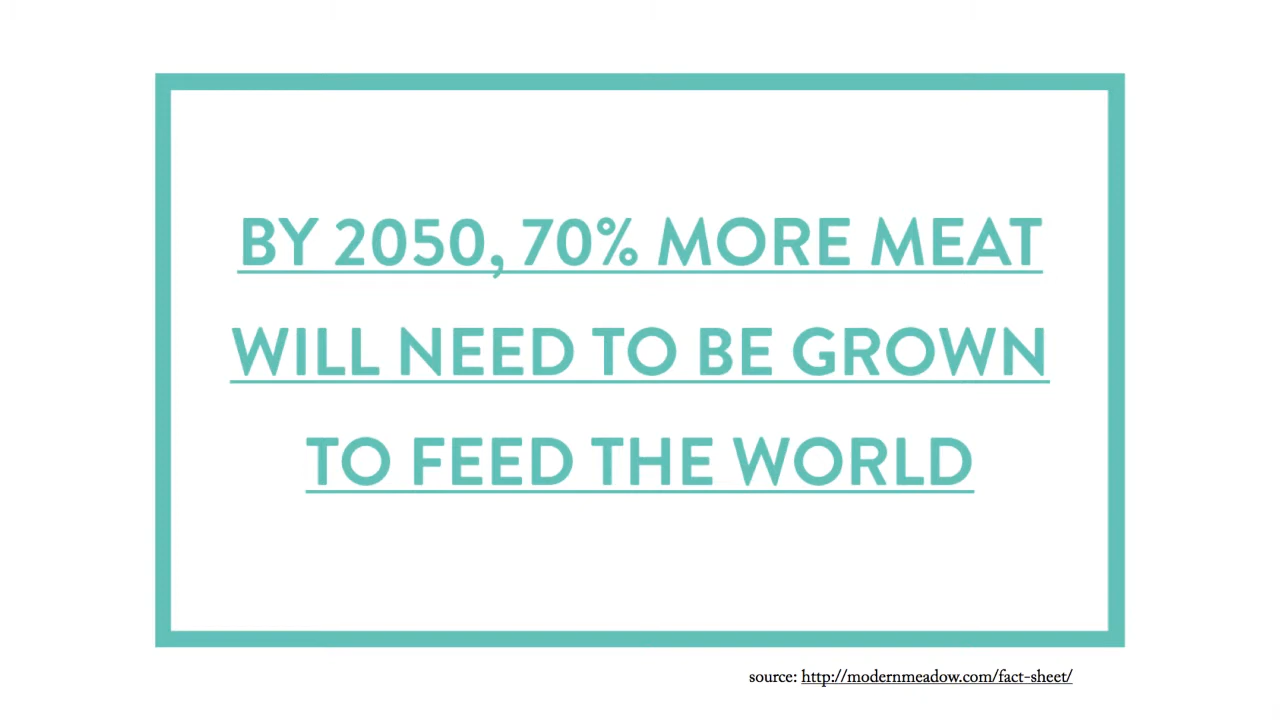 BY 2050, 70% MORE MEAT
WILL NEED TO BE GROWN
TO FEED THE WORLD
source: http://modernmeadow.com/fact-sheet/